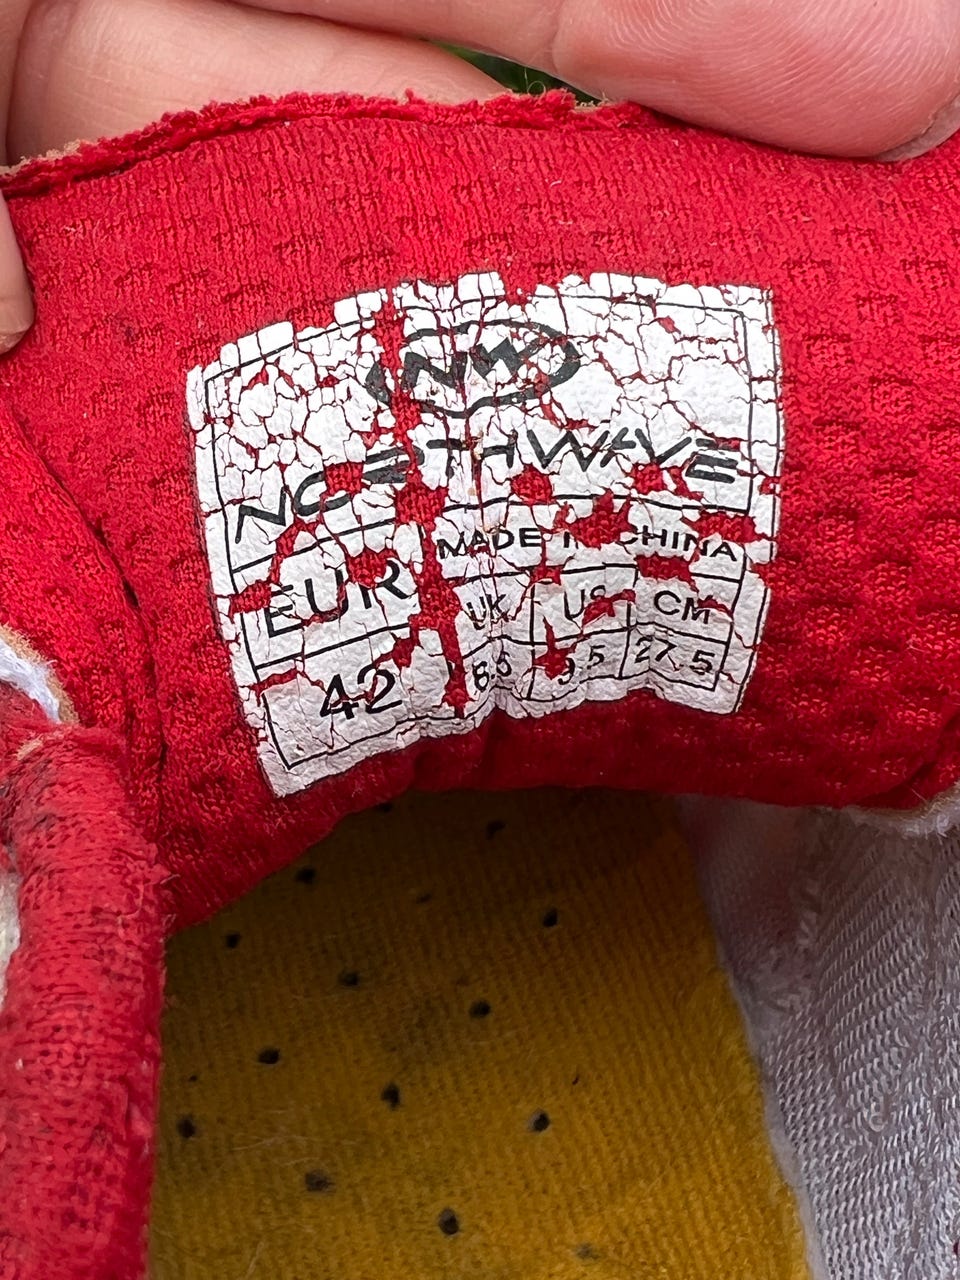 NW
NORTHWAVE
MADE IN CHINA
EUR UK US CM
42 8.5 9.5 27.5